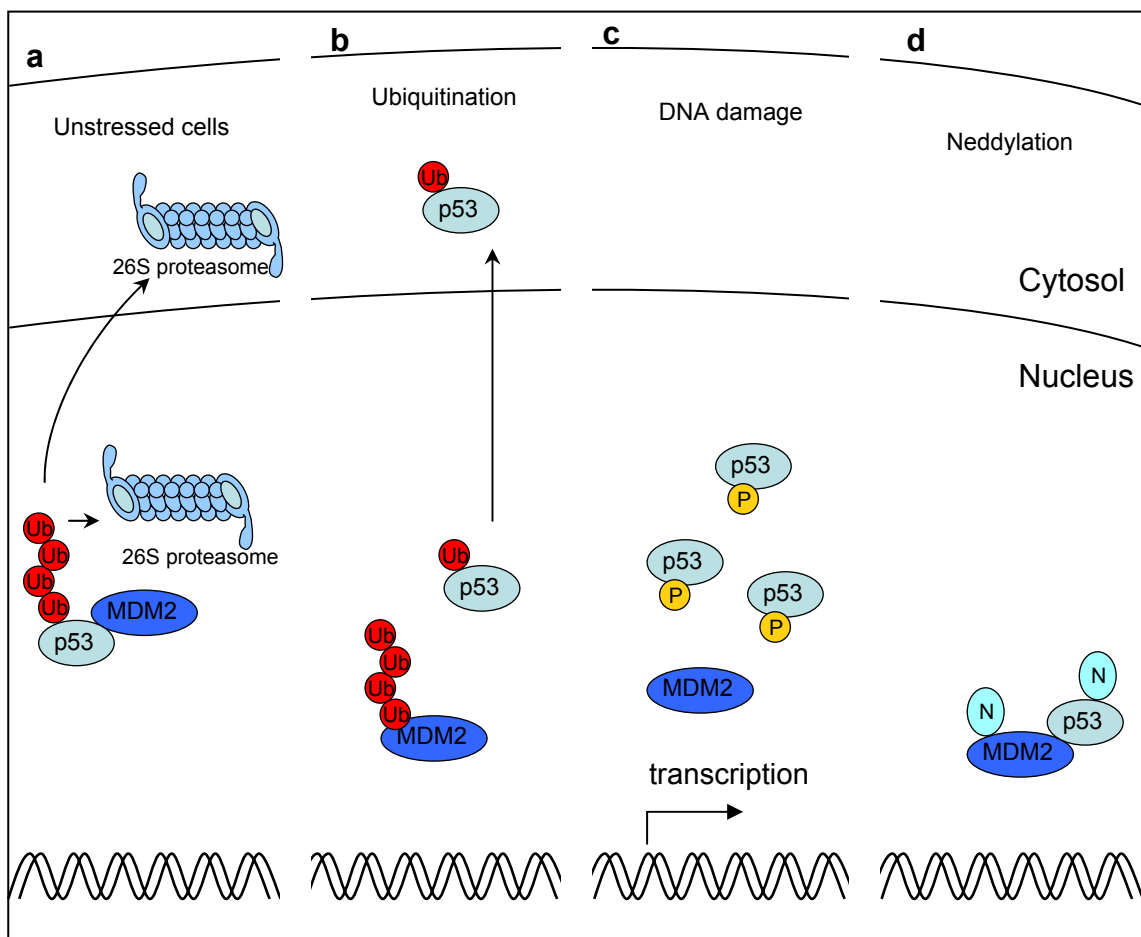 a
Unstressed cells
26S proteasome
26S proteasome
Ub
Ub
Ub
Ub
MDM2
p53
b
Ubiquitination
Ub
p53
Ub
p53
Ub
Ub
Ub
Ub
MDM2
c
DNA damage
p53
P
p53
P
p53
P
MDM2
transcription
d
Neddylation
Cytosol
Nucleus
N
N
p53
MDM2